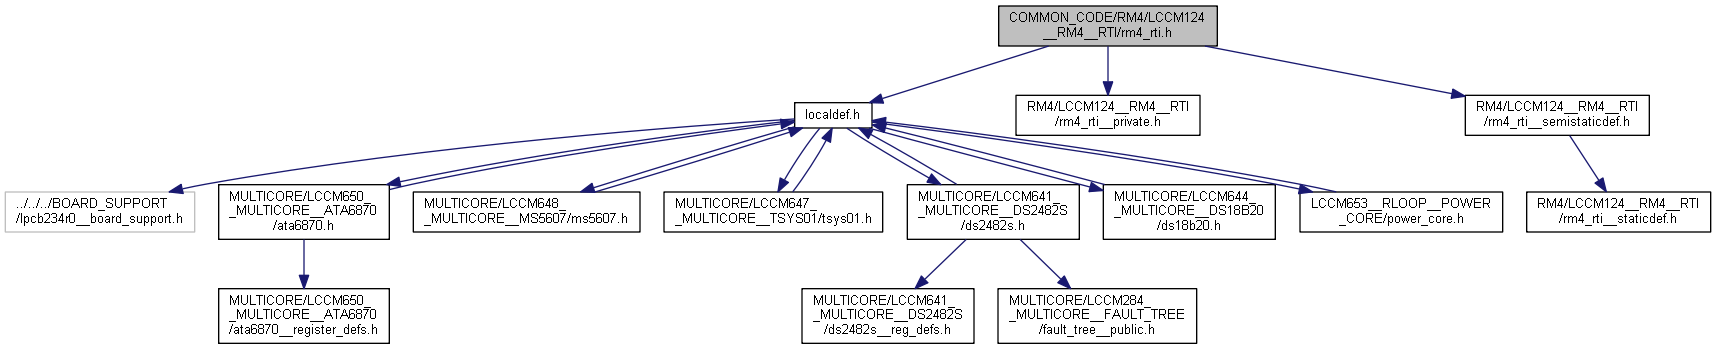 COMMON_CODE/RM4/LCCM124
__RM4__RTI/rm4_rti.h
localdef.h
RM4/LCCM124__RM4__RTI
/rm4_rti__private.h
RM4/LCCM124__RM4__RTI
/rm4_rti__semistaticdef.h
../../../BOARD_SUPPORT
/lpcb234r0__board_support.h
MULTICORE/LCCM650_
_MULTICORE__ATA6870
/ata6870.h
MULTICORE/LCCM648_
_MULTICORE__MS5607/ms5607.h
MULTICORE/LCCM647_
_MULTICORE__TSYS01/tsys01.h
MULTICORE/LCCM641_
_MULTICORE__DS2482S
/ds2482s.h
MULTICORE/LCCM644_
_MULTICORE__DS18B20
/ds18b20.h
LCCM653__RLOOP__POWER
_CORE/power_core.h
RM4/LCCM124__RM4__RTI
/rm4_rti__staticdef.h
MULTICORE/LCCM650_
_MULTICORE__ATA6870
/ata6870__register_defs.h
MULTICORE/LCCM641_
_MULTICORE__DS2482S
/ds2482s__reg_defs.h
MULTICORE/LCCM284_
_MULTICORE__FAULT_TREE
/fault_tree__public.h